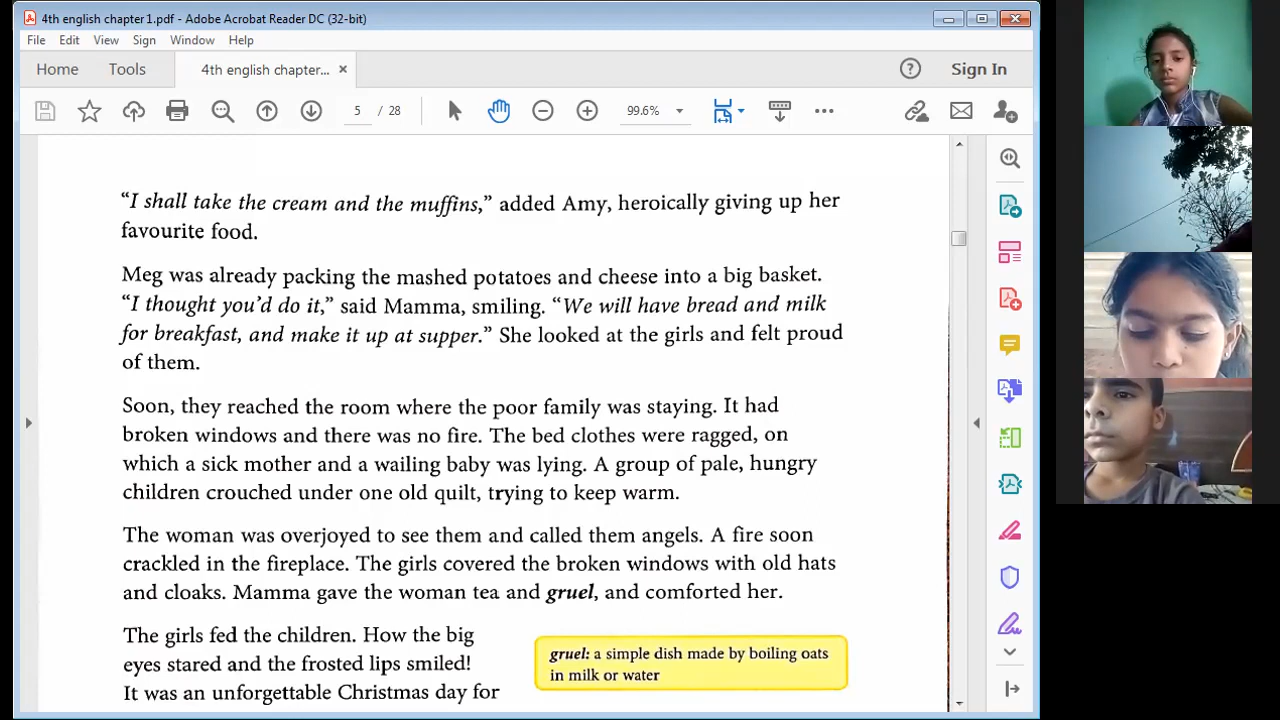 4th english chapter 1.pdf - Adobe Acrobat Reader DC (32-bit)
File Edit View Sign Window Help
Home Tools 4th english chapter... × Sign In
5 / 28 99.6%
“I shall take the cream and the muffins,” added Amy, heroically giving up her
favourite food.
Meg was already packing the mashed potatoes and cheese into a big basket.
“I thought you’d do it,” said Mamma, smiling. “We will have bread and milk
for breakfast, and make it up at supper.” She looked at the girls and felt proud
of them.
Soon, they reached the room where the poor family was staying. It had
broken windows and there was no fire. The bed clothes were ragged, on
which a sick mother and a wailing baby was lying. A group of pale, hungry
children crouched under one old quilt, trying to keep warm.
The woman was overjoyed to see them and called them angels. A fire soon
crackled in the fireplace. The girls covered the broken windows with old hats
and cloaks. Mamma gave the woman tea and gruel, and comforted her.
The girls fed the children. How the big
eyes stared and the frosted lips smiled!
It was an unforgettable Christmas day for
gruel: a simple dish made by boiling oats
in milk or water